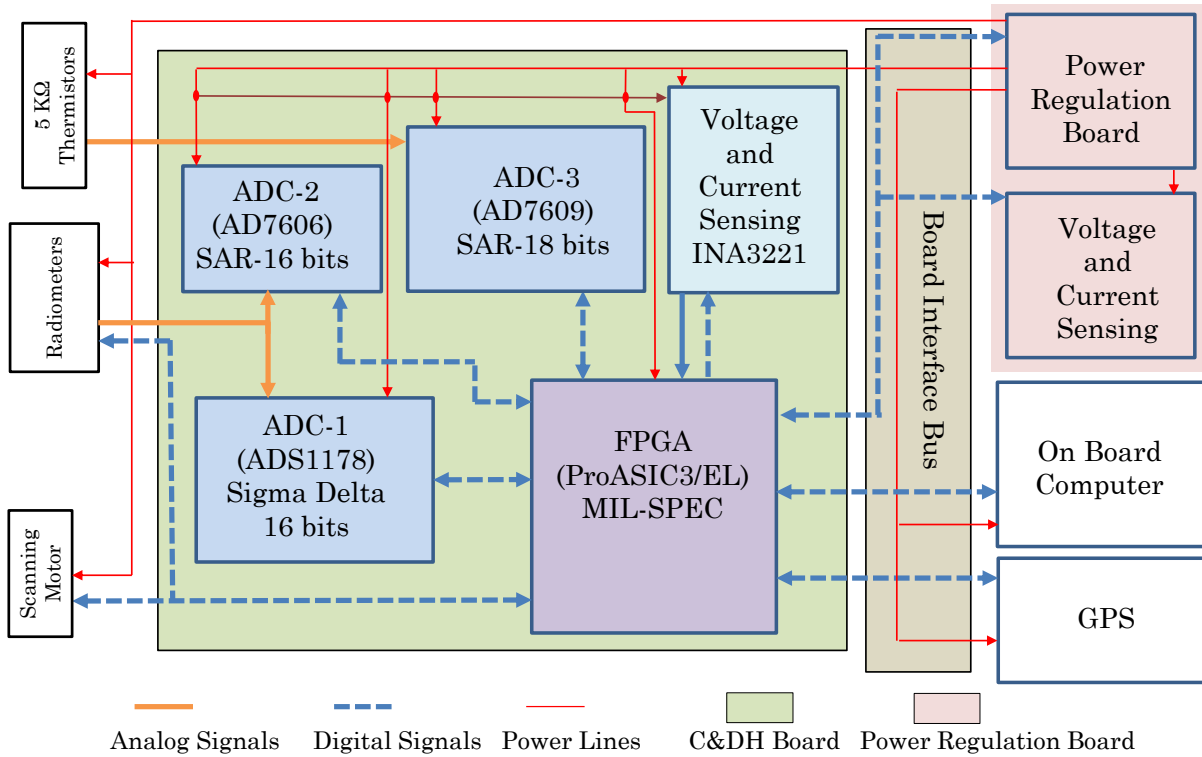 5 KΩ
Thermistors
Radiometers
Scanning
Motor
ADC-2
(AD7606)
SAR-16 bits
ADC-3
(AD7609)
SAR-18 bits
Voltage
and
Current
Sensing
INA3221
ADC-1
(ADS1178)
Sigma Delta
16 bits
FPGA
(ProASIC3/EL)
MIL-SPEC
Board Interface Bus
Power
Regulation
Board
Voltage
and
Current
Sensing
On Board
Computer
GPS
Analog Signals
Digital Signals
Power Lines
C&DH Board
Power Regulation Board